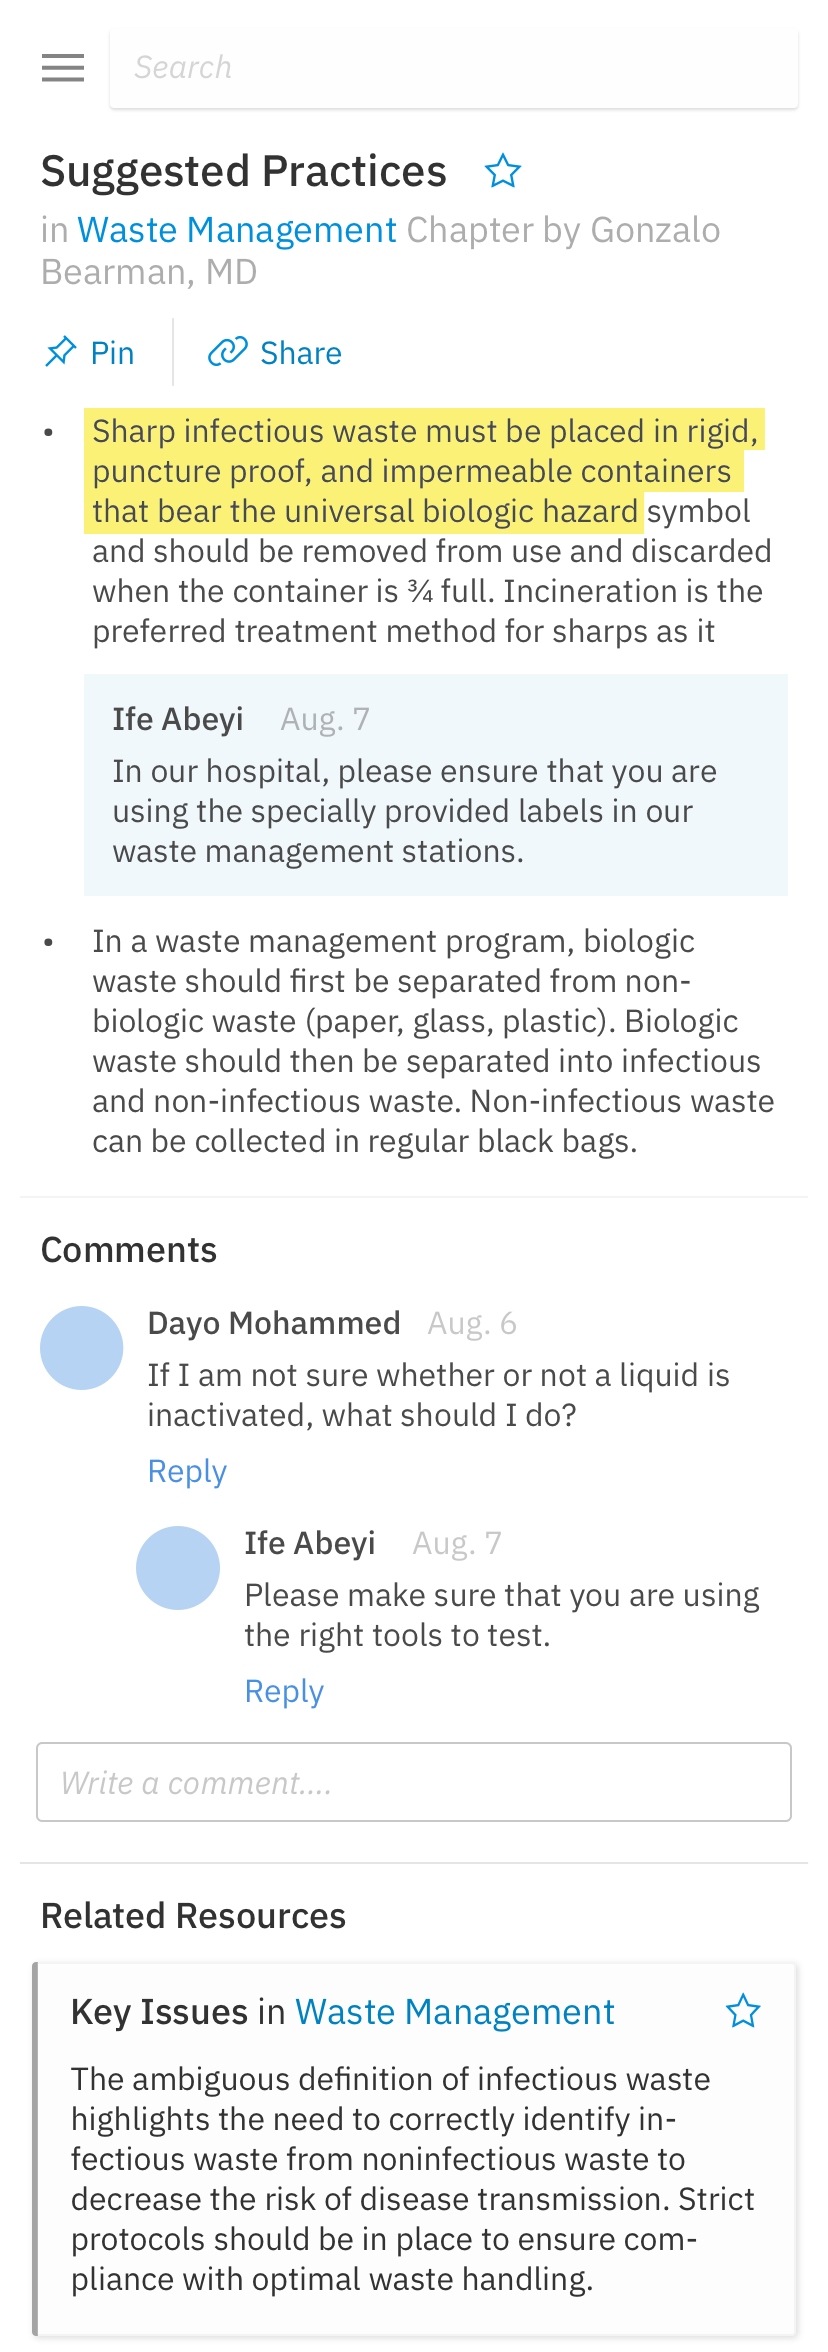 Search
Suggested Practices
in Waste Management Chapter by Gonzalo
Bearman, MD
Pin
Share
• Sharp infectious waste must be placed in rigid,
puncture proof, and impermeable containers
that bear the universal biologic hazard symbol
and should be removed from use and discarded
when the container is ¾ full. Incineration is the
preferred treatment method for sharps as it
Ife Abeyi Aug. 7
In our hospital, please ensure that you are
using the specially provided labels in our
waste management stations.
• In a waste management program, biologic
waste should first be separated from non-
biologic waste (paper, glass, plastic). Biologic
waste should then be separated into infectious
and non-infectious waste. Non-infectious waste
can be collected in regular black bags.
Comments
Dayo Mohammed Aug. 6
If I am not sure whether or not a liquid is
inactivated, what should I do?
Reply
Ife Abeyi Aug. 7
Please make sure that you are using
the right tools to test.
Reply
Write a comment....
Related Resources
Key Issues in Waste Management
The ambiguous definition of infectious waste
highlights the need to correctly identify in-
fectious waste from noninfectious waste to
decrease the risk of disease transmission. Strict
protocols should be in place to ensure com-
pliance with optimal waste handling.